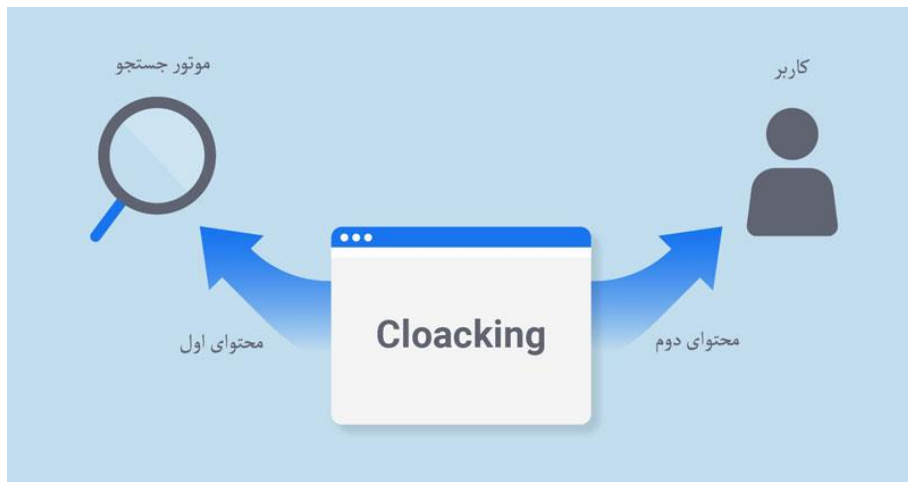 کاربر
موتور جستجو
Cloacking
محتوای دوم
محتوای اول